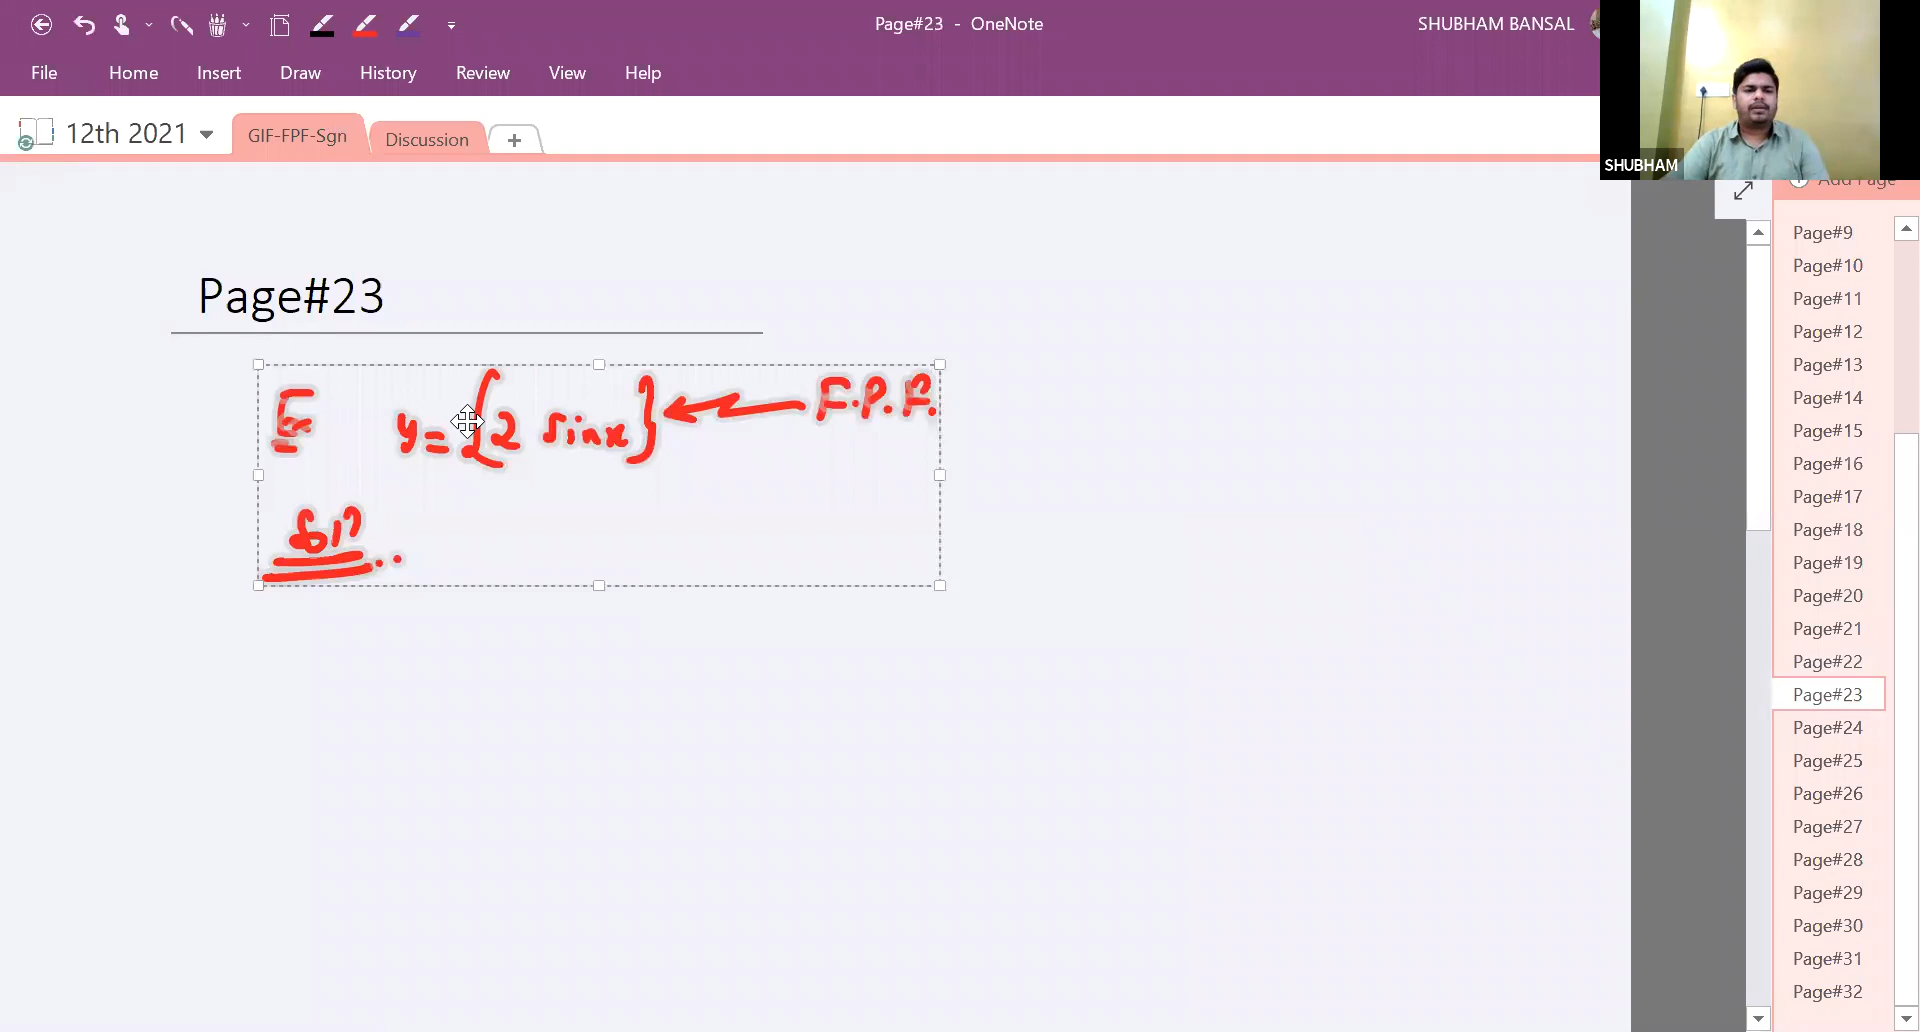 Page#23 - OneNote
SHUBHAM BANSAL
File Home Insert Draw History Review View Help
12th 2021
GIF-FPF-Sgn
Discussion
SHUBHAM
Add Page
Page#23
y = {2 sinx} F.P.F.
Sol?
Page#9
Page#10
Page#11
Page#12
Page#13
Page#14
Page#15
Page#16
Page#17
Page#18
Page#19
Page#20
Page#21
Page#22
Page#23
Page#24
Page#25
Page#26
Page#27
Page#28
Page#29
Page#30
Page#31
Page#32